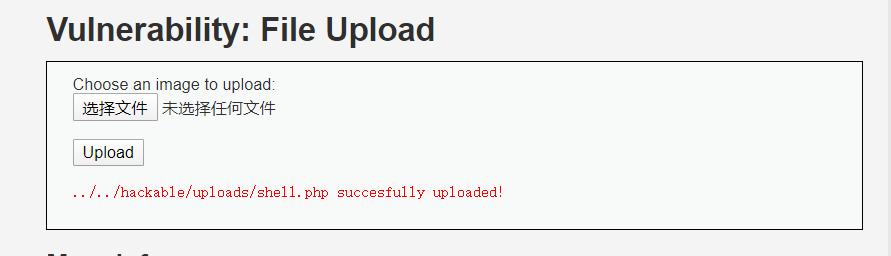 Vulnerability: File Upload
Choose an image to upload:
选择文件 未选择任何文件
Upload
../../hackable/uploads/shell.php succesfully uploaded!